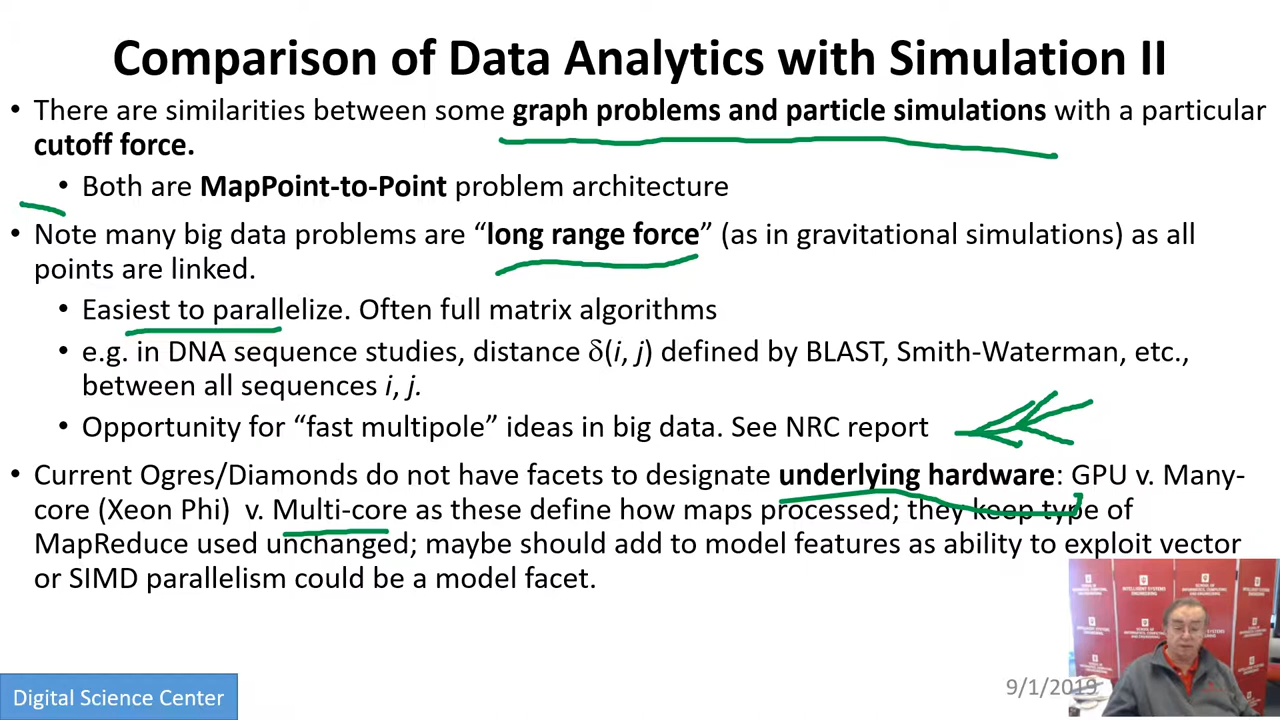 Comparison of Data Analytics with Simulation II
• There are similarities between some graph problems and particle simulations with a particular
cutoff force.
• Both are MapPoint-to-Point problem architecture
• Note many big data problems are “long range force” (as in gravitational simulations) as all
points are linked.
• Easiest to parallelize. Often full matrix algorithms
• e.g. in DNA sequence studies, distance δ(i, j) defined by BLAST, Smith-Waterman, etc.,
between all sequences i, j.
• Opportunity for “fast multipole” ideas in big data. See NRC report
• Current Ogres/Diamonds do not have facets to designate underlying hardware: GPU v. Many-
core (Xeon Phi) v. Multi-core as these define how maps processed; they keep type of
MapReduce used unchanged; maybe should add to model features as ability to exploit vector
or SIMD parallelism could be a model facet.
Digital Science Center
9/1/2019
INTELLIGENT SYSTEMS
ENGINEERING